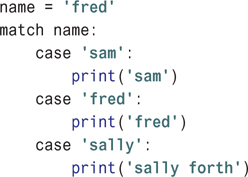 name = 'fred'
match name:
    case 'sam':
        print('sam')
    case 'fred':
        print('fred')
    case 'sally':
        print('sally forth')